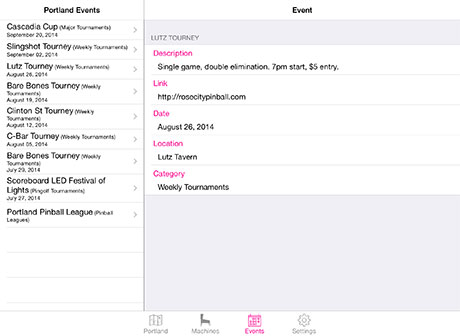 Portland Events
Cascadia Cup (Major Tournaments)
September 20, 2014
Slingshot Tourney (Weekly Tournaments)
September 02, 2014
Lutz Tourney (Weekly Tournaments)
August 26, 2014
Bare Bones Tourney (Weekly
Tournaments)
August 19, 2014
Clinton St Tourney (Weekly
Tournaments)
August 12, 2014
C-Bar Tourney (Weekly Tournaments)
August 05, 2014
Bare Bones Tourney (Weekly
Tournaments)
July 29, 2014
Scoreboard LED Festival of
Lights (Pingolf Tournaments)
July 27, 2014
Portland Pinball League (Pinball
Leagues)
Event
LUTZ TOURNEY
Description
Single game, double elimination. 7pm start, $5 entry.
Link
http://rosecitypinball.com
Date
August 26, 2014
Location
Lutz Tavern
Category
Weekly Tournaments
Portland Machines Events Settings